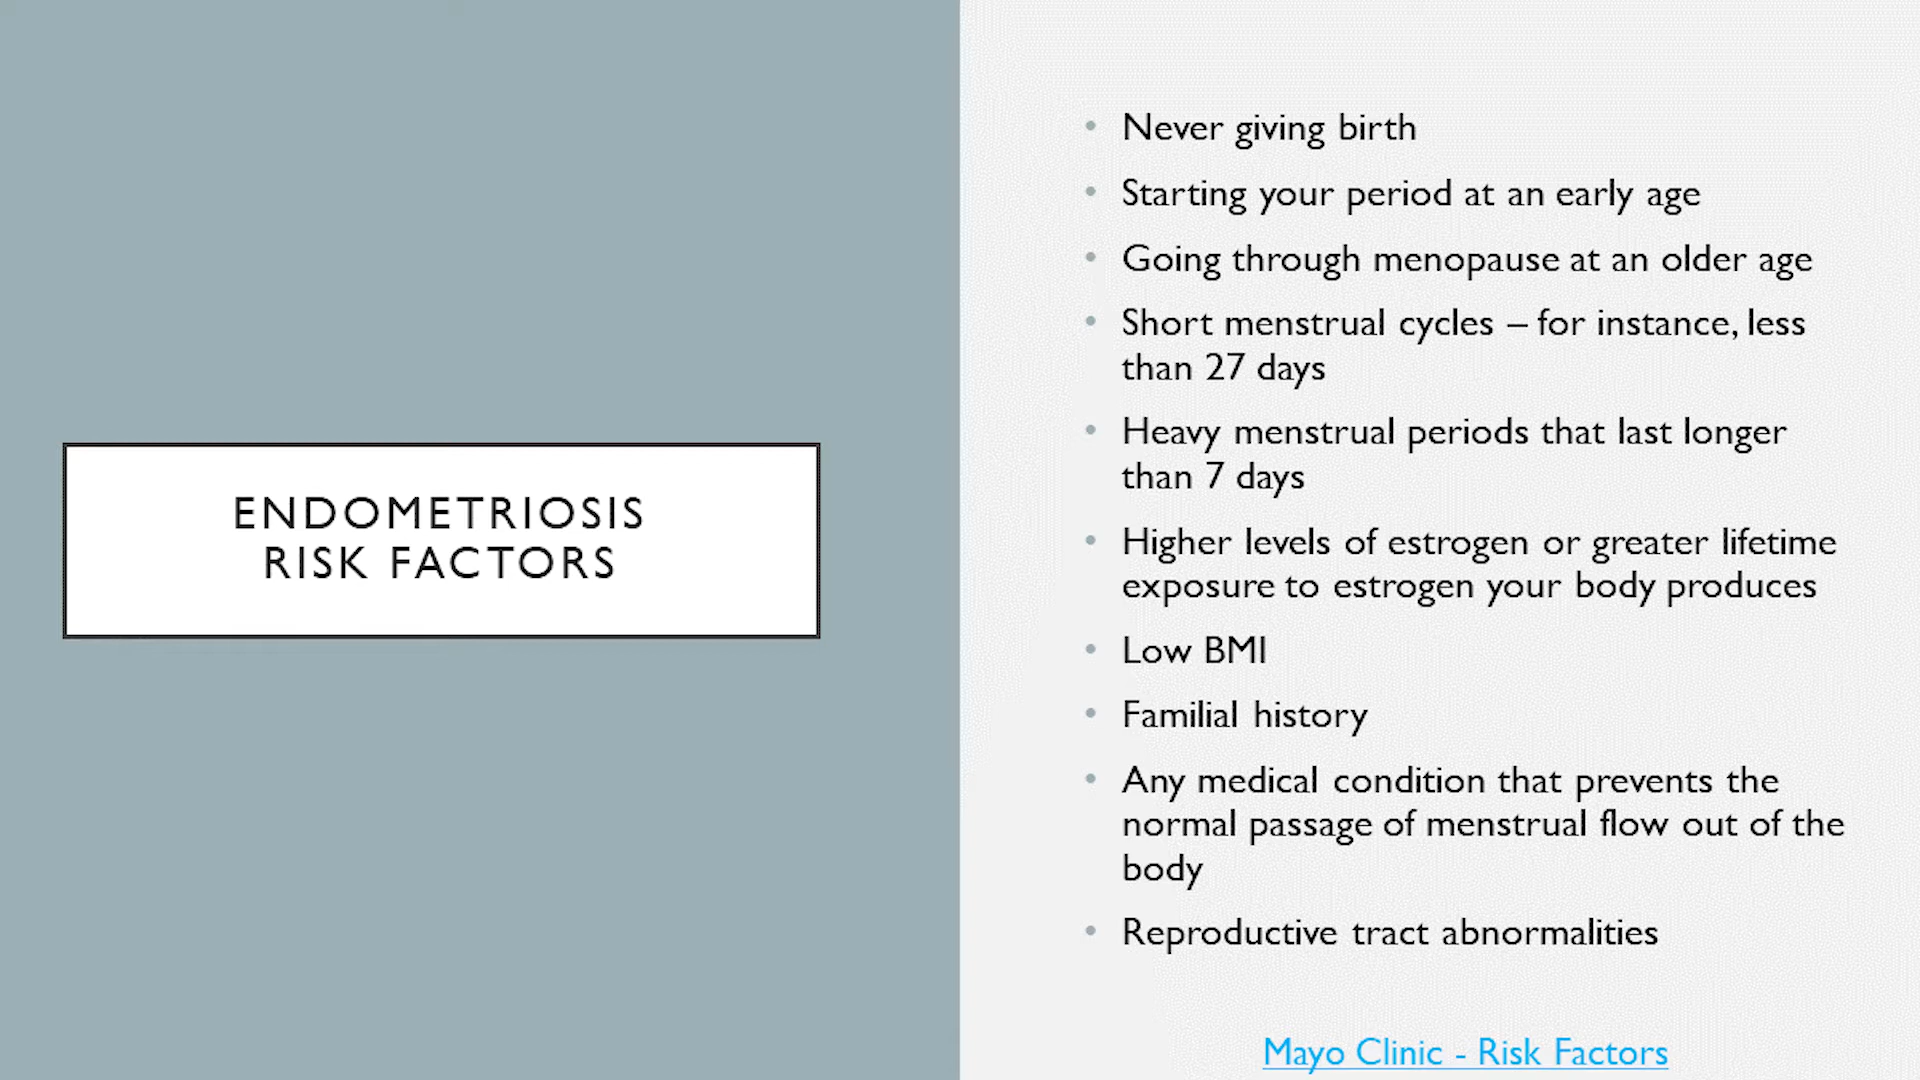 ENDOMETRIOSIS
RISK FACTORS
• Never giving birth
• Starting your period at an early age
• Going through menopause at an older age
• Short menstrual cycles – for instance, less
than 27 days
• Heavy menstrual periods that last longer
than 7 days
• Higher levels of estrogen or greater lifetime
exposure to estrogen your body produces
• Low BMI
• Familial history
• Any medical condition that prevents the
normal passage of menstrual flow out of the
body
• Reproductive tract abnormalities
Mayo Clinic - Risk Factors